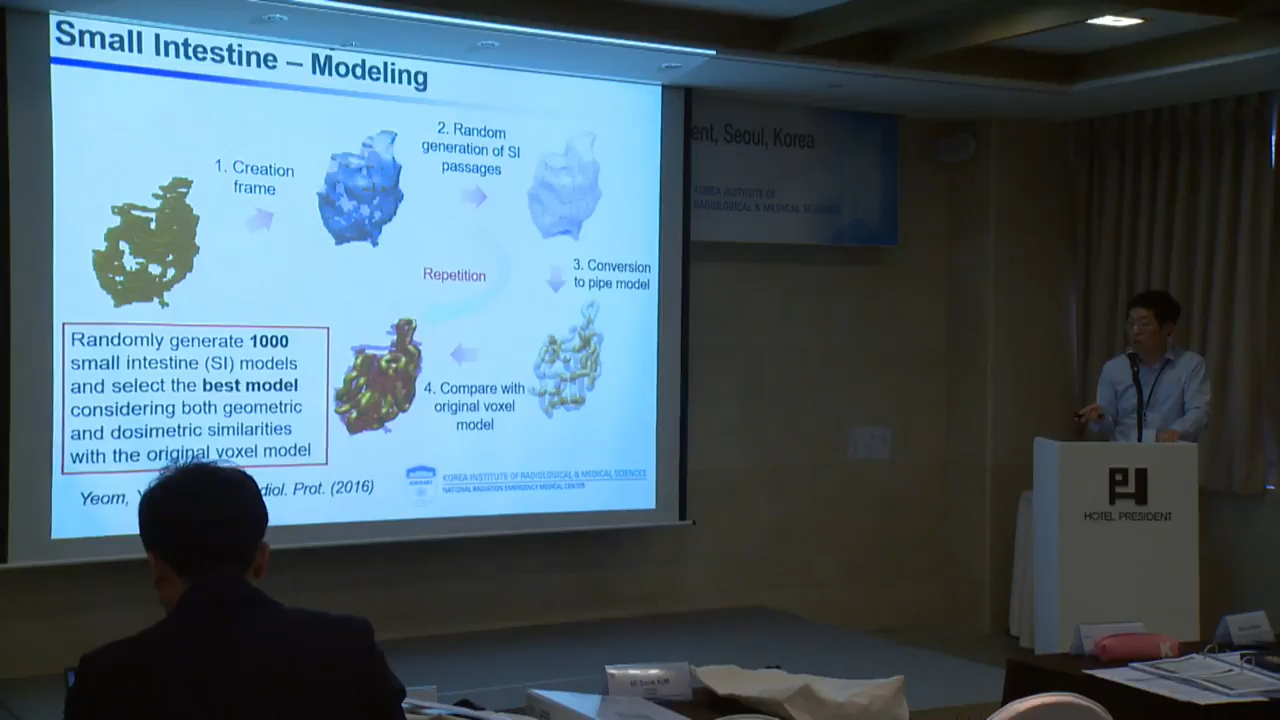 Small Intestine – Modeling
1. Creation
frame
2. Random
generation of SI
passages
3. Conversion
to pipe model
Repetition
4. Compare with
original voxel
model
Randomly generate 1000
small intestine (SI) models
and select the best model
considering both geometric
and dosimetric similarities
with the original voxel model
Yeom,
diol. Prot. (2016)
KOREA INSTITUTE OF RADIOLOGICAL & MEDICAL SCIENCES
NATIONAL RADIATION EMERGENCY MEDICAL CENTER
ent, Seoul, Korea
KOREA INSTITUTE OF
RADIOLOGICAL & MEDICAL SCIENCES
HOTEL PRESIDENT
K